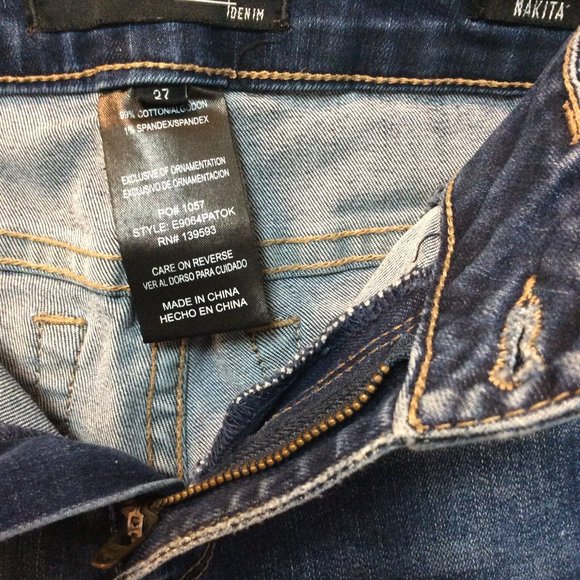 DENIM
NAKITA
27
99% COTTON/ALGODON
1% SPANDEX/SPANDEX
EXCLUSIVE OF ORNAMENTATION
EXCLUSIVO DE ORNAMENTACION
PO# 1057
STYLE: E9064PATOK
RN# 139593
CARE ON REVERSE
VER AL DORSO PARA CUIDADO
MADE IN CHINA
HECHO EN CHINA